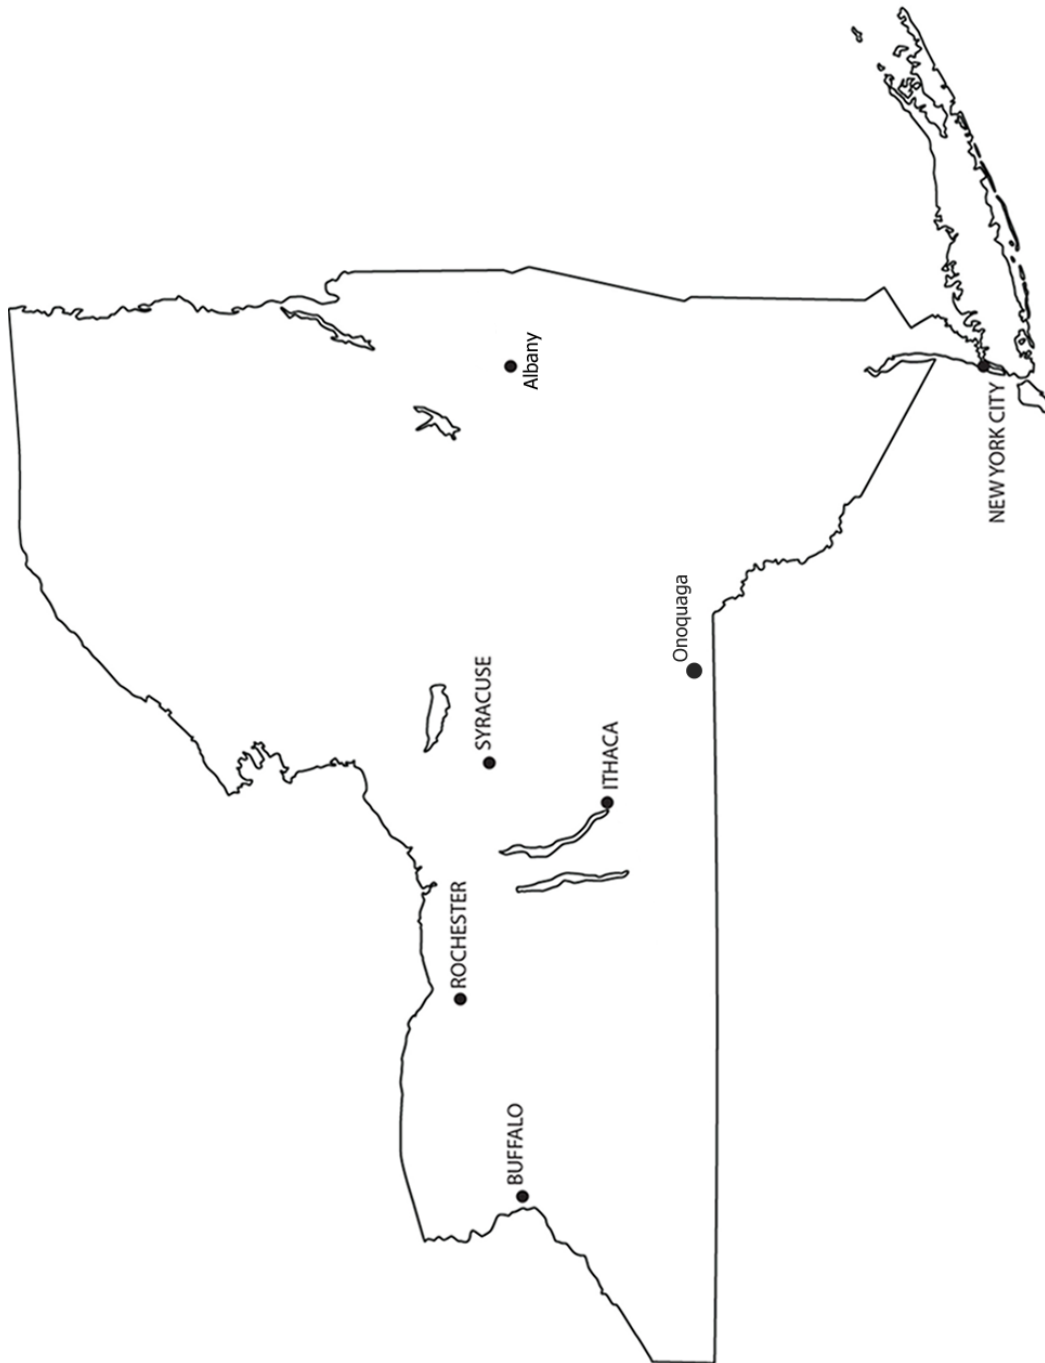 Albany
NEW YORK CITY
Onoquaga
SYRACUSE
ITHACA
ROCHESTER
BUFFALO